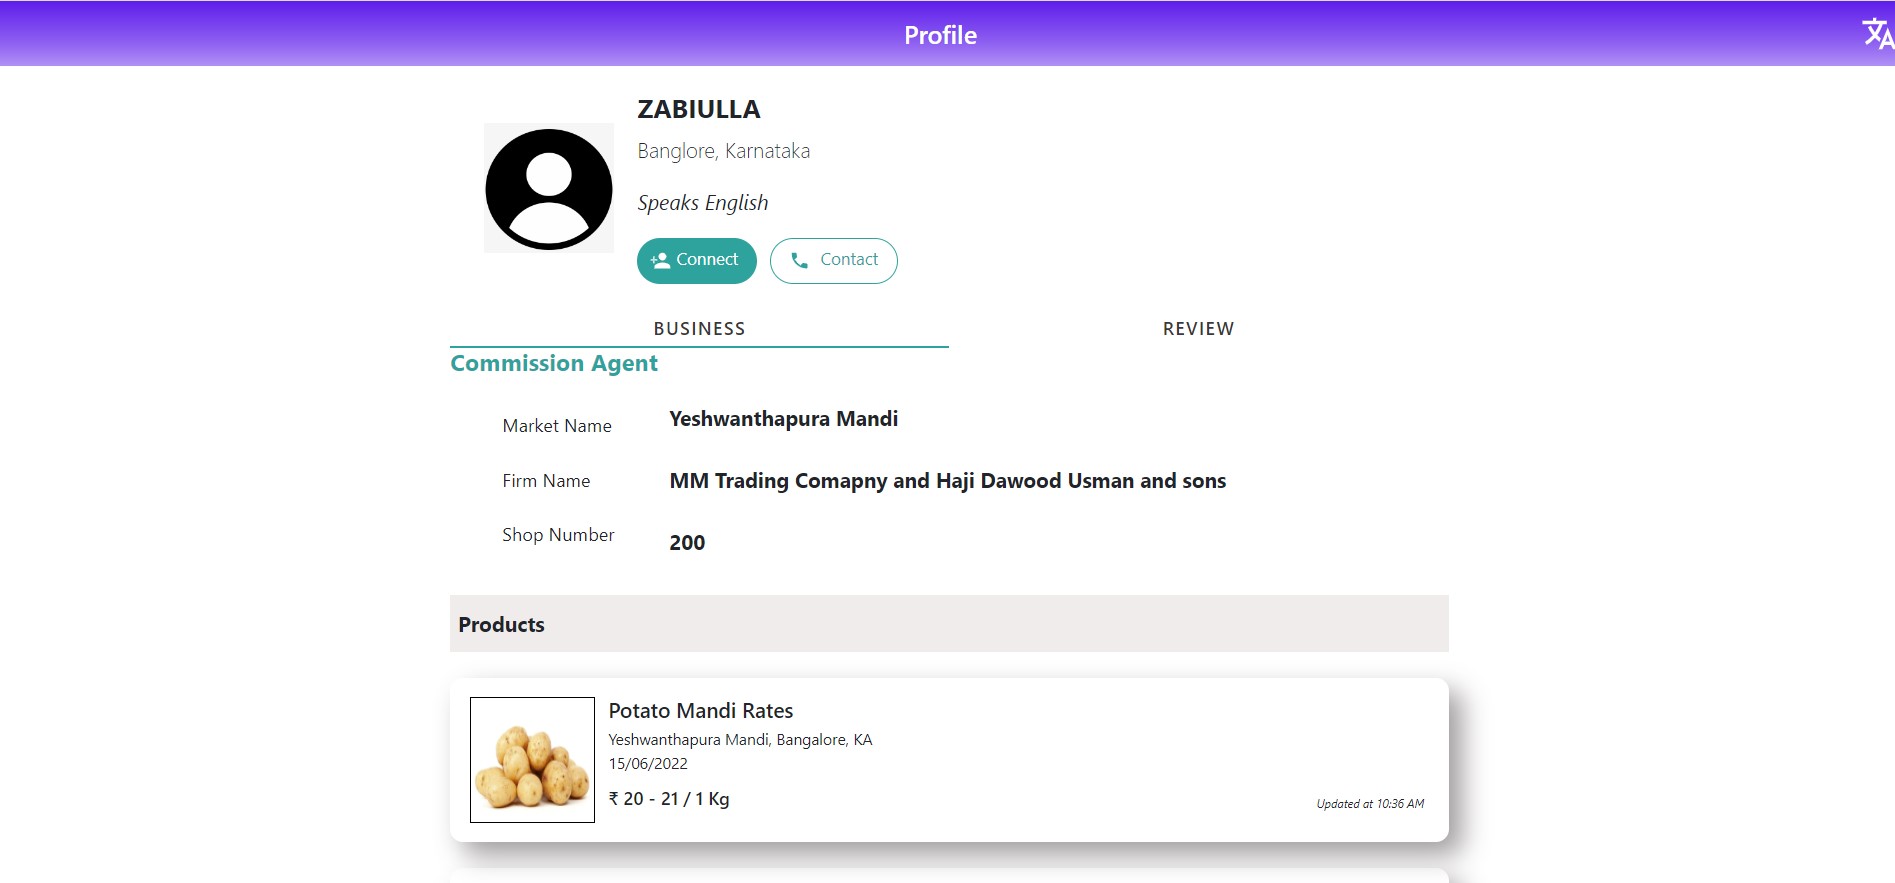 Profile
ZABIULLA
Banglore, Karnataka
Speaks English
Connect
Contact
BUSINESS
REVIEW
Commission Agent
Market Name
Yeshwanthapura Mandi
Firm Name
MM Trading Comapny and Haji Dawood Usman and sons
Shop Number
200
Products
Potato Mandi Rates
Yeshwanthapura Mandi, Bangalore, KA
15/06/2022
₹ 20 - 21 / 1 Kg
Updated at 10:36 AM